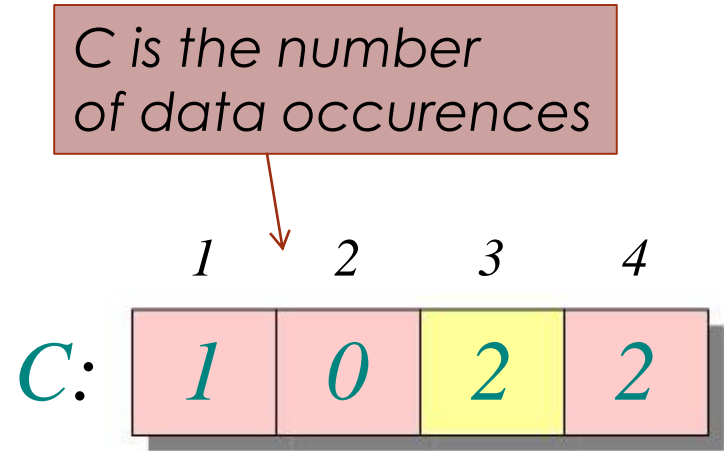 C is the number
of data occurences
1 2 3 4
C: 1 0 2 2